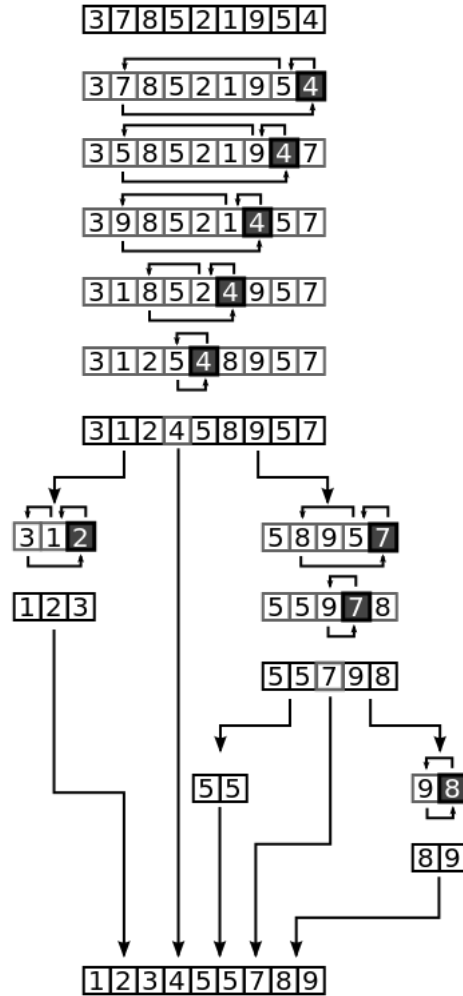 3 7 8 5 2 1 9 5 4
3 7 8 5 2 1 9 5 4
3 5 8 5 2 1 9 4 7
3 9 8 5 2 1 4 5 7
3 1 8 5 2 4 9 5 7
3 1 2 5 4 8 9 5 7
3 1 2 4 5 8 9 5 7
3 1 2
5 8 9 5 7
1 2 3
5 5 9 7 8
5 5 7 9 8
5 5
9 8
8 9
1 2 3 4 5 5 7 8 9